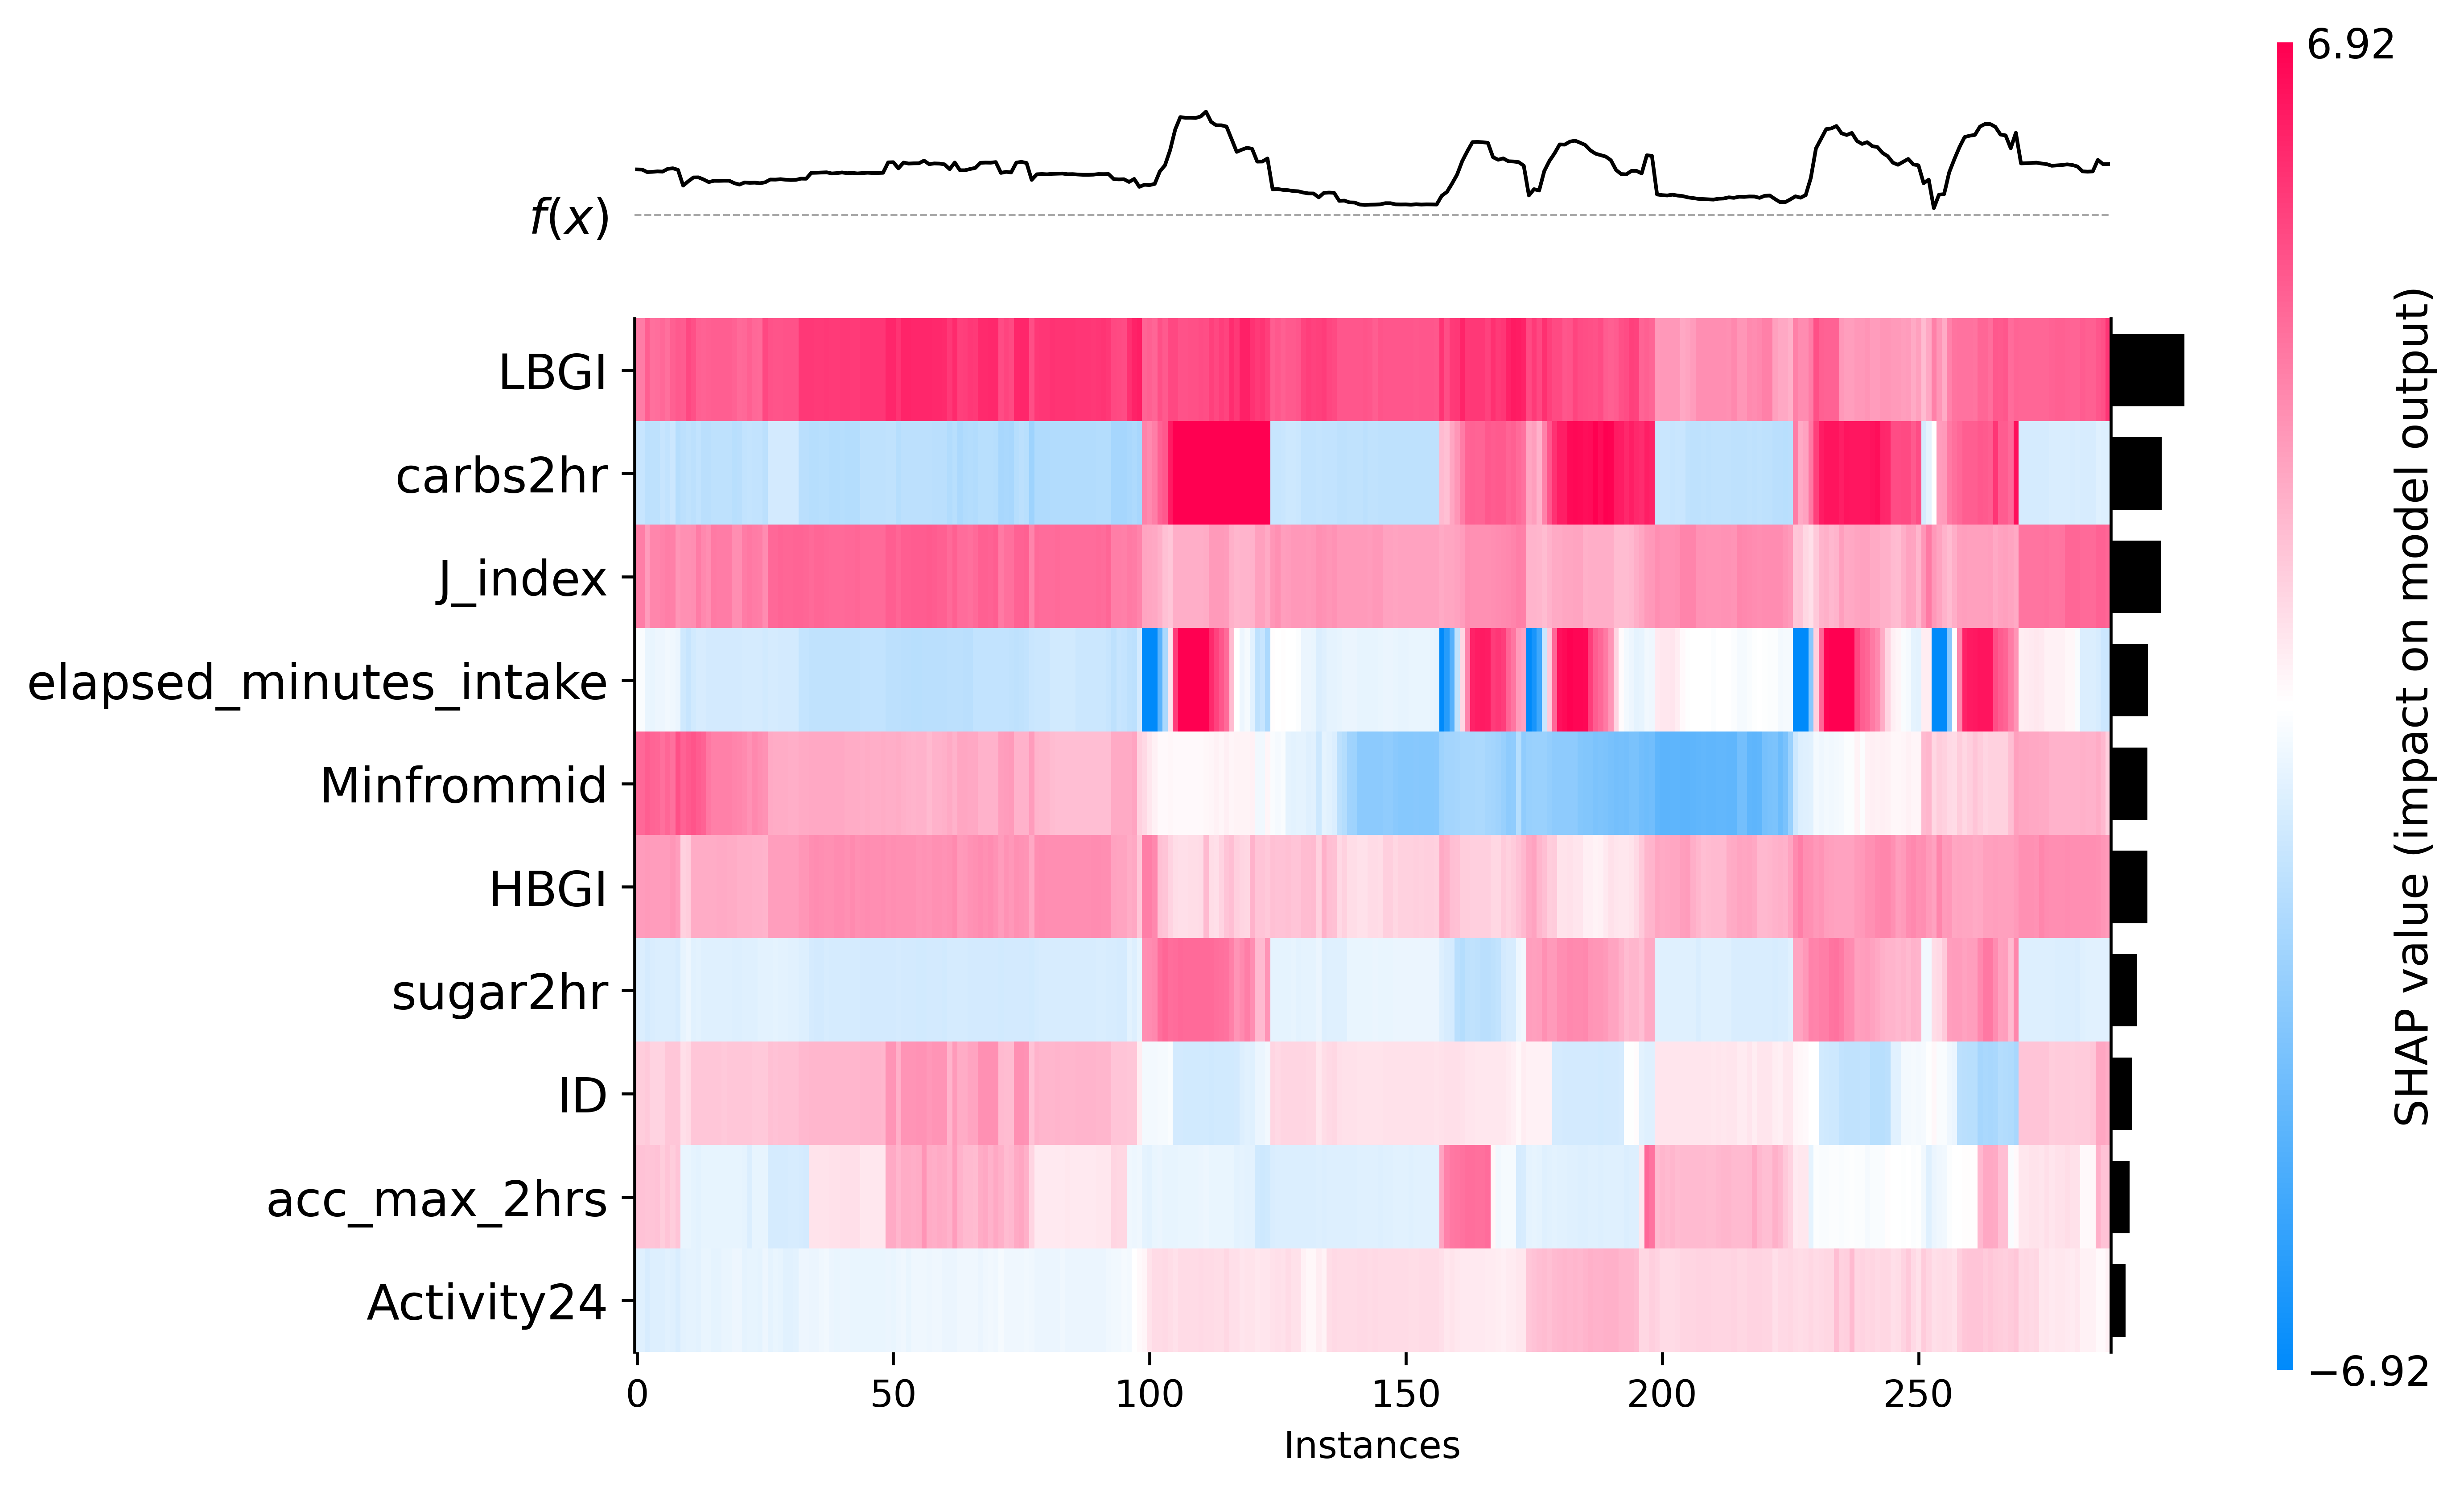 6.92
f(x)
LBGI
carbs2hr
J_index
elapsed_minutes_intake
Minfrommid
HBGI
sugar2hr
ID
acc_max_2hrs
Activity24
0 50 100 150 200 250
Instances
−6.92
SHAP value (impact on model output)